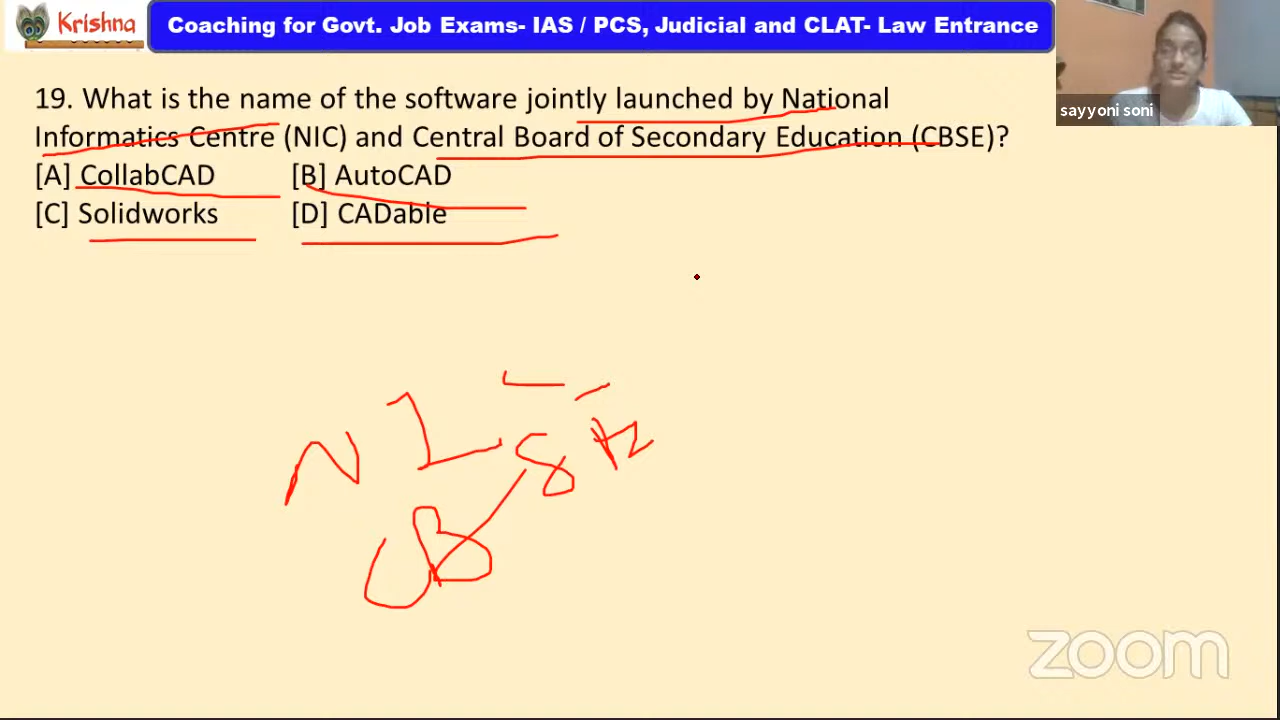 Krishna
Coaching for Govt. Job Exams- IAS / PCS, Judicial and CLAT- Law Entrance
sayyoni soni
19. What is the name of the software jointly launched by National
Informatics Centre (NIC) and Central Board of Secondary Education (CBSE)?
[A] CollabCAD [B] AutoCAD
[C] Solidworks [D] CADable
zoom